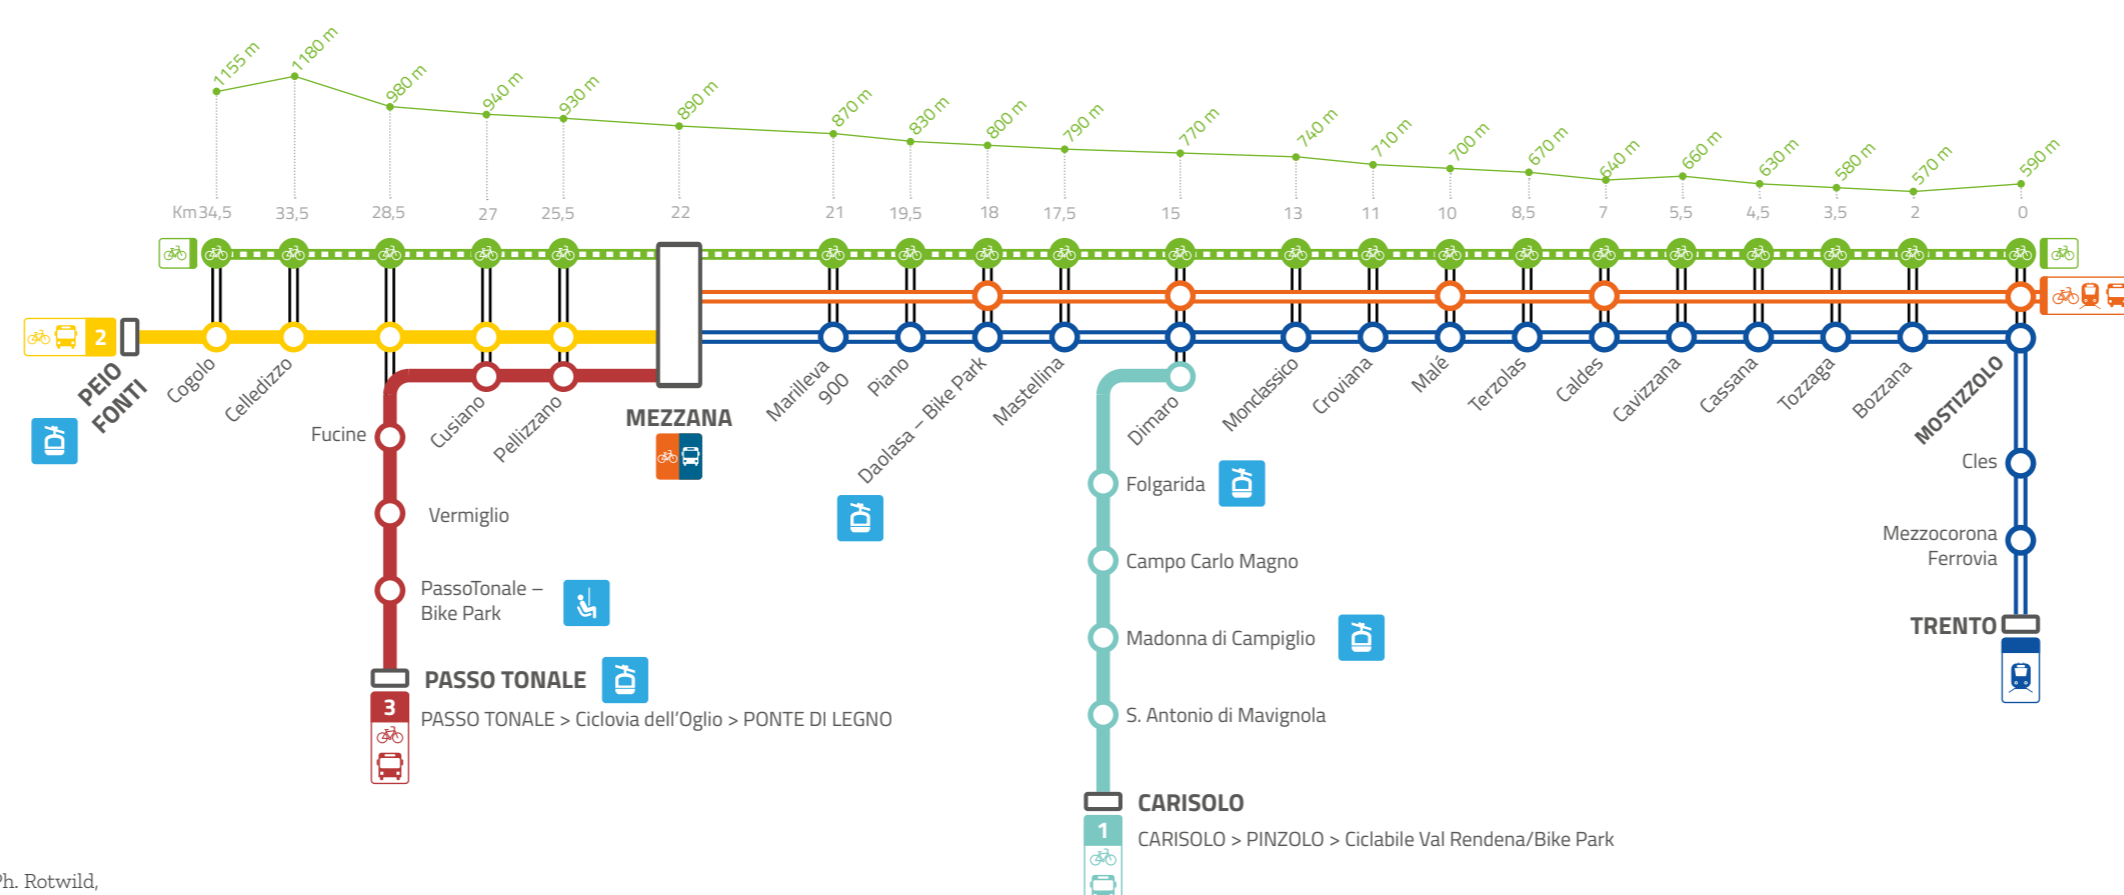 1155 m
1180 m
980 m
940 m
930 m
890 m
870 m
830 m
800 m
790 m
770 m
740 m
710 m
700 m
670 m
640 m
660 m
630 m
580 m
570 m
590 m
Km 34,5 33,5 28,5 27 25,5 22 21 19,5 18 17,5 15 13 11 10 8,5 7 5,5 4,5 3,5 2 0
2
PEIO
FONTI
Cogolo
Celledizzo
Fucine
Cusiano
Pellizzano
MEZZANA
Marilleva
900
Piano
Daolasa – Bike Park
Mastellina
Dimaro
Monclassico
Croviana
Malé
Terzolas
Caldes
Cavizzana
Cassana
Tozzaga
Bozzana
MOSTIZZOLO
Vermiglio
PassoTonale –
Bike Park
PASSO TONALE
3
PASSO TONALE > Ciclovia dell'Oglio > PONTE DI LEGNO
Folgarida
Campo Carlo Magno
Madonna di Campiglio
S. Antonio di Mavignola
CARISOLO
1
CARISOLO > PINZOLO > Ciclabile Val Rendena/Bike Park
Cles
Mezzocorona
Ferrovia
TRENTO
Ph. Rotwild,